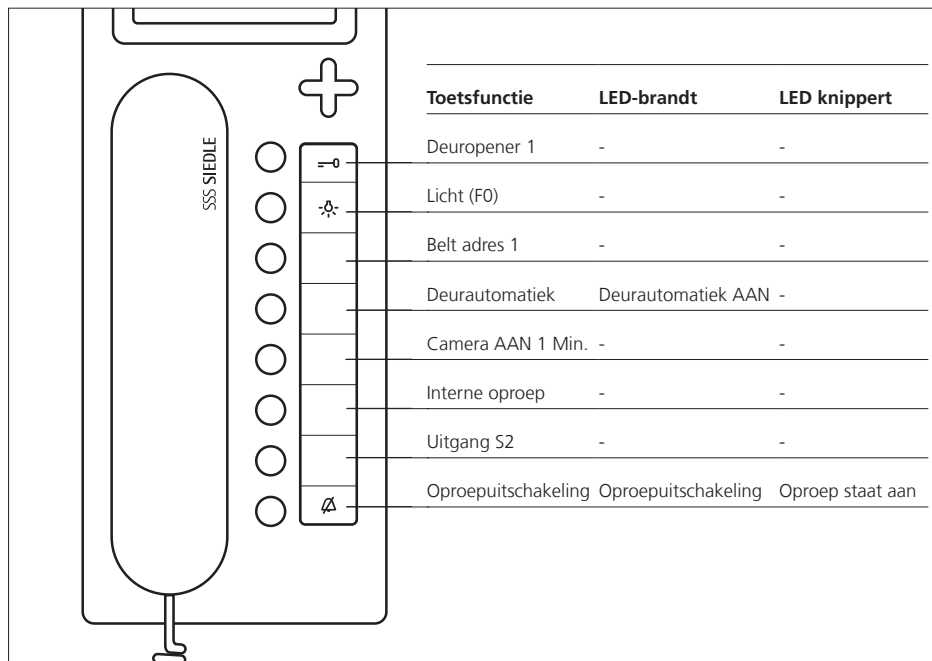 SSS SIEDLE
Toetsfunctie LED-brandt LED knippert
Deuropener 1 - -
Licht (F0) - -
Belt adres 1 - -
Deurautomatiek Deurautomatiek AAN -
Camera AAN 1 Min. - -
Interne oproep - -
Uitgang S2 - -
Oproepuitschakeling Oproepuitschakeling Oproep staat aan